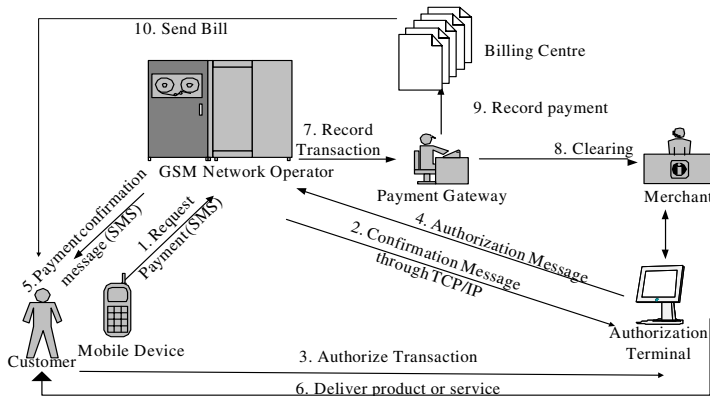 10. Send Bill
Billing Centre
9. Record payment
7. Record
Transaction
8. Clearing
GSM Network Operator
Payment Gateway
Merchant
5. Payment confirmation
message (SMS)
1. Request
Payment (SMS)
4. Authorization Message
2. Confirmation Message
through TCP/IP
Customer
Mobile Device
Authorization
Terminal
3. Authorize Transaction
6. Deliver product or service